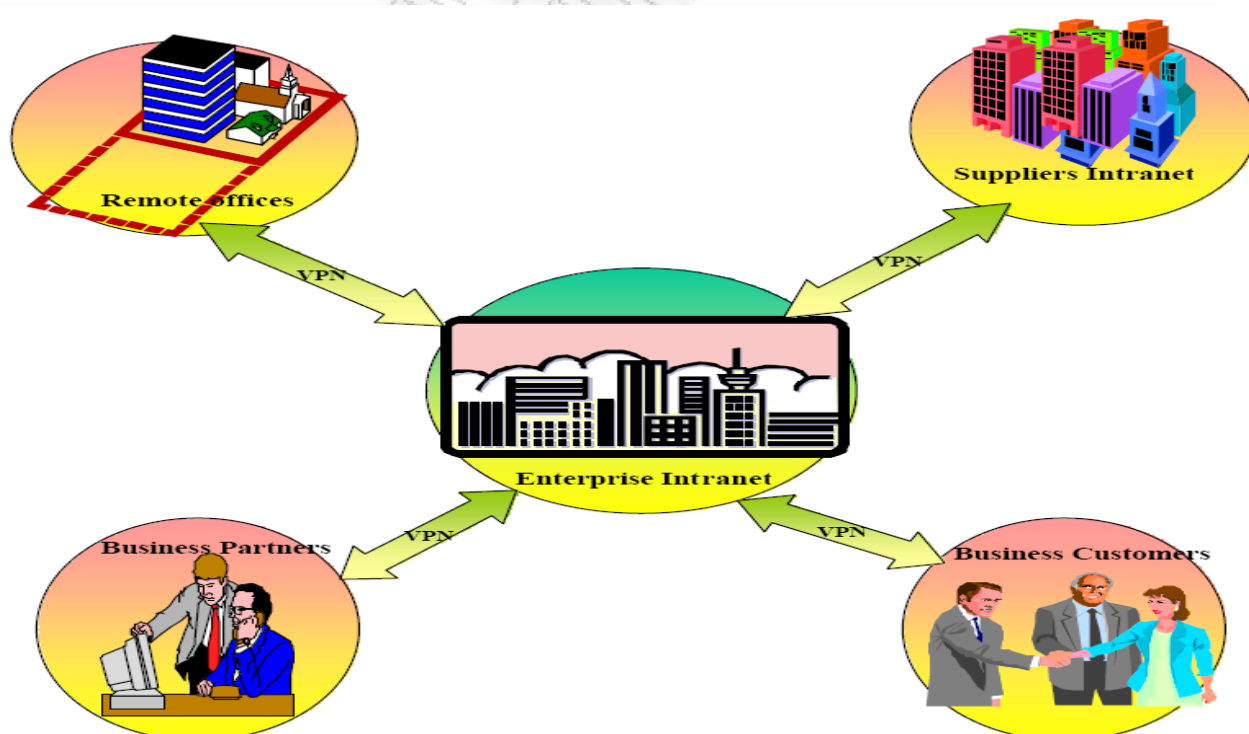 Remote offices
Suppliers Intranet
VPN
VPN
Enterprise Intranet
Business Partners
VPN
VPN
Business Customers